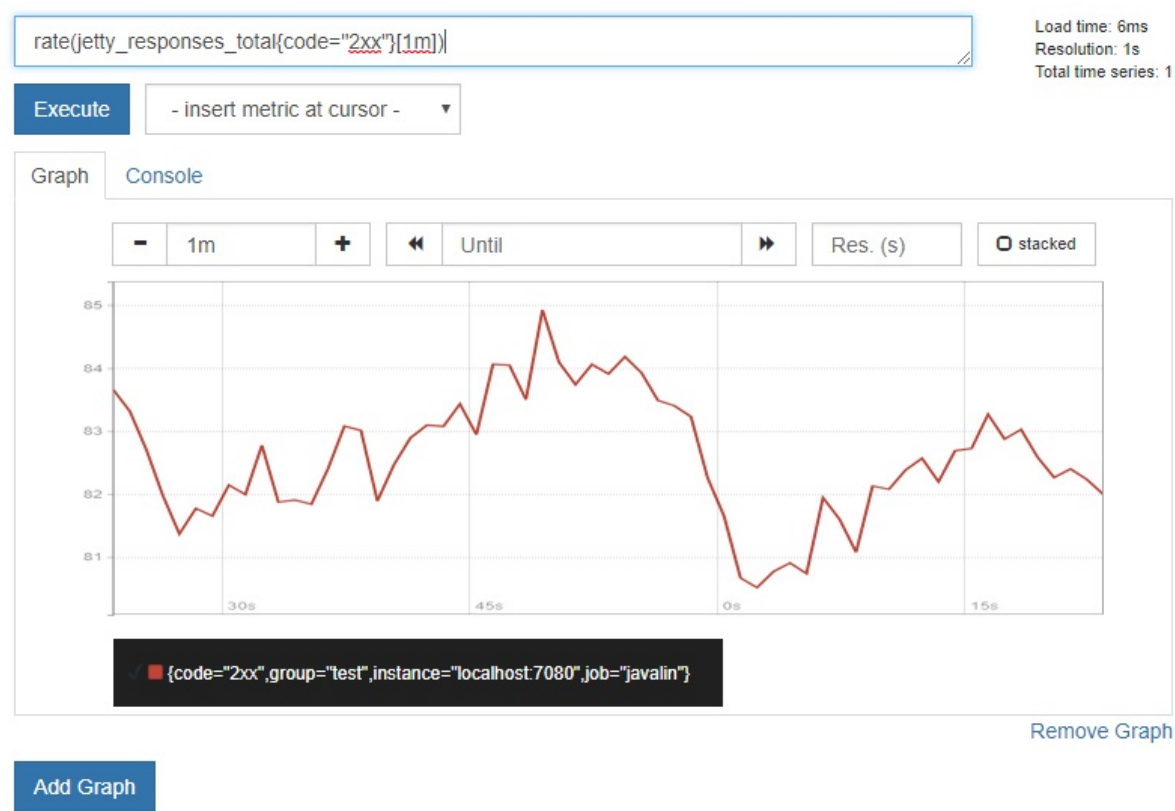 rate(jetty_responses_total{code="2xx"}[1m])
Load time: 6ms
Resolution: 1s
Total time series: 1
Execute
- insert metric at cursor -
Graph
Console
1m
Until
Res. (s)
stacked
85
84
83
82
81
30s
45s
0s
15s
{code="2xx",group="test",instance="localhost:7080",job="javalin"}
Remove Graph
Add Graph